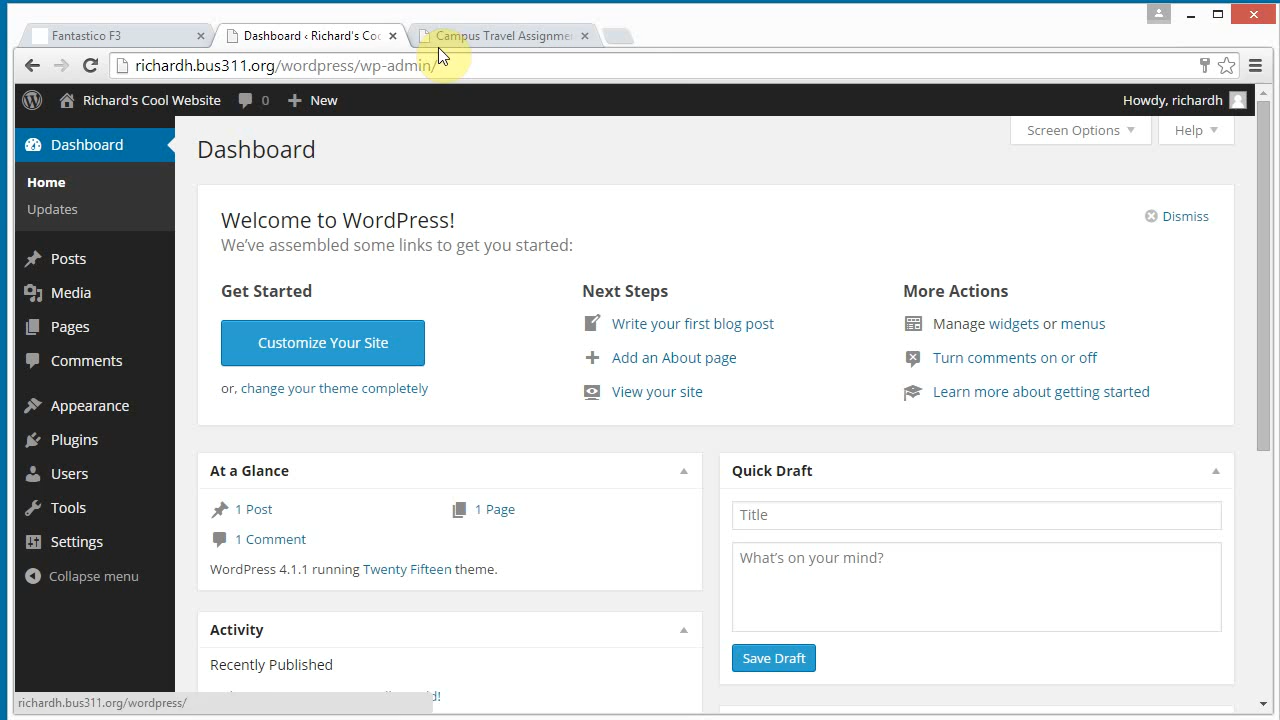 Fantastico F3
Dashboard ‹ Richard's Co
Campus Travel Assignme
richardh.bus311.org/wordpress/wp-admin/
Richard's Cool Website
0
New
Howdy, richardh
Dashboard
Home
Updates
Posts
Media
Pages
Comments
Appearance
Plugins
Users
Tools
Settings
Collapse menu
Dashboard
Screen Options
Help
Welcome to WordPress!
Dismiss
We've assembled some links to get you started:
Get Started
Customize Your Site
or, change your theme completely
Next Steps
Write your first blog post
Add an About page
View your site
More Actions
Manage widgets or menus
Turn comments on or off
Learn more about getting started
At a Glance
1 Post
1 Page
1 Comment
WordPress 4.1.1 running Twenty Fifteen theme.
Activity
Recently Published
Quick Draft
Title
What's on your mind?
Save Draft
richardh.bus311.org/wordpress/